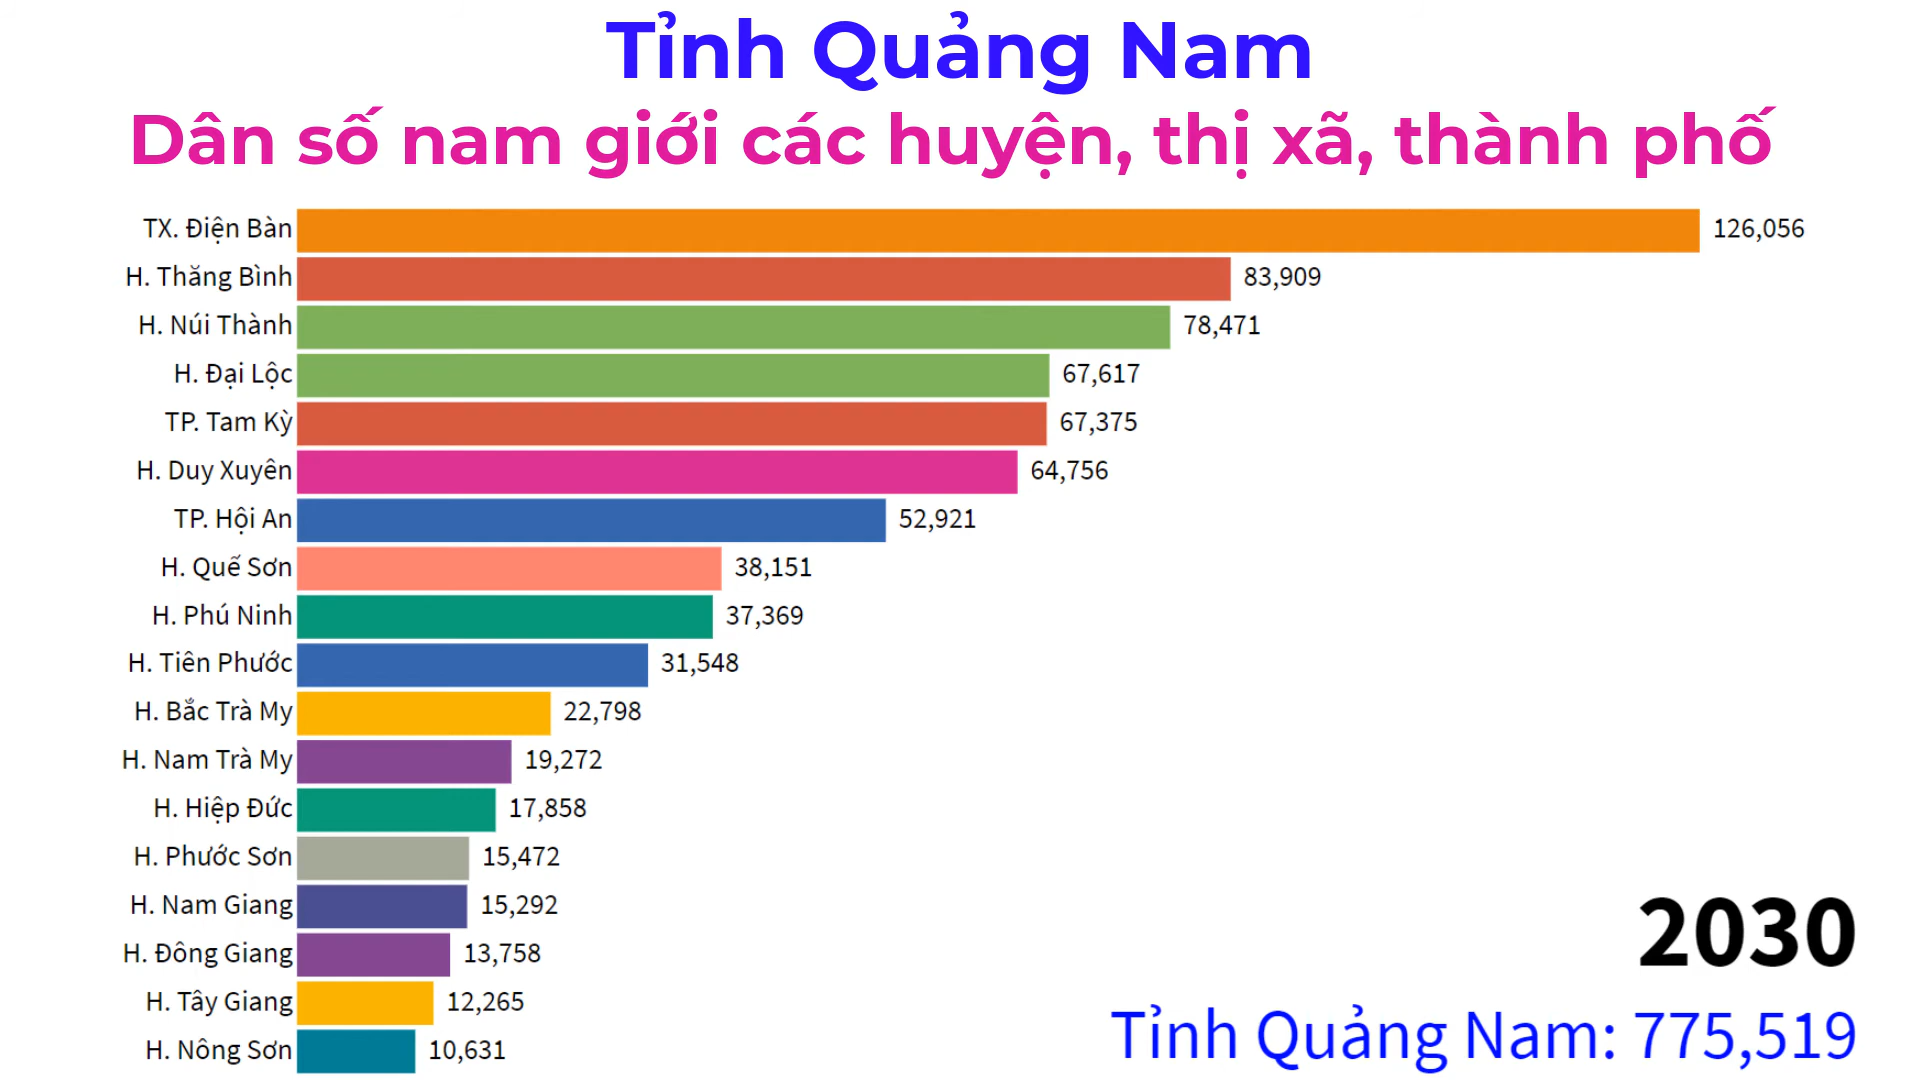 Tỉnh Quảng Nam
Dân số nam giới các huyện, thị xã, thành phố
TX. Điện Bàn 126,056
H. Thăng Bình 83,909
H. Núi Thành 78,471
H. Đại Lộc 67,617
TP. Tam Kỳ 67,375
H. Duy Xuyên 64,756
TP. Hội An 52,921
H. Quế Sơn 38,151
H. Phú Ninh 37,369
H. Tiên Phước 31,548
H. Bắc Trà My 22,798
H. Nam Trà My 19,272
H. Hiệp Đức 17,858
H. Phước Sơn 15,472
H. Nam Giang 15,292
H. Đông Giang 13,758
H. Tây Giang 12,265
H. Nông Sơn 10,631
2030
Tỉnh Quảng Nam: 775,519